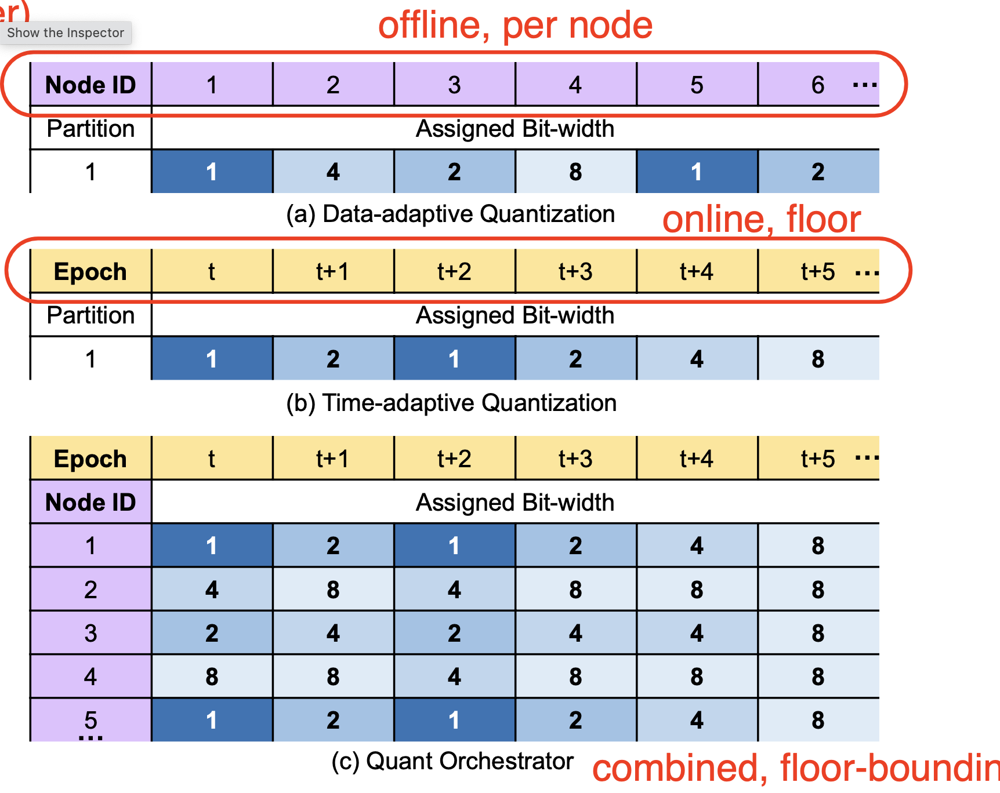 er)
Show the Inspector
offline, per node
Node ID 1 2 3 4 5 6 ...
Partition Assigned Bit-width
1 1 4 2 8 1 2
(a) Data-adaptive Quantization
online, floor
Epoch t t+1 t+2 t+3 t+4 t+5 ...
Partition Assigned Bit-width
1 1 2 1 2 4 8
(b) Time-adaptive Quantization
Epoch t t+1 t+2 t+3 t+4 t+5 ...
Node ID Assigned Bit-width
1 1 2 1 2 4 8
2 4 8 4 8 8 8
3 2 4 2 4 4 8
4 8 8 4 8 8 8
5 1 2 1 2 4 8
...
(c) Quant Orchestrator
combined, floor-boundin